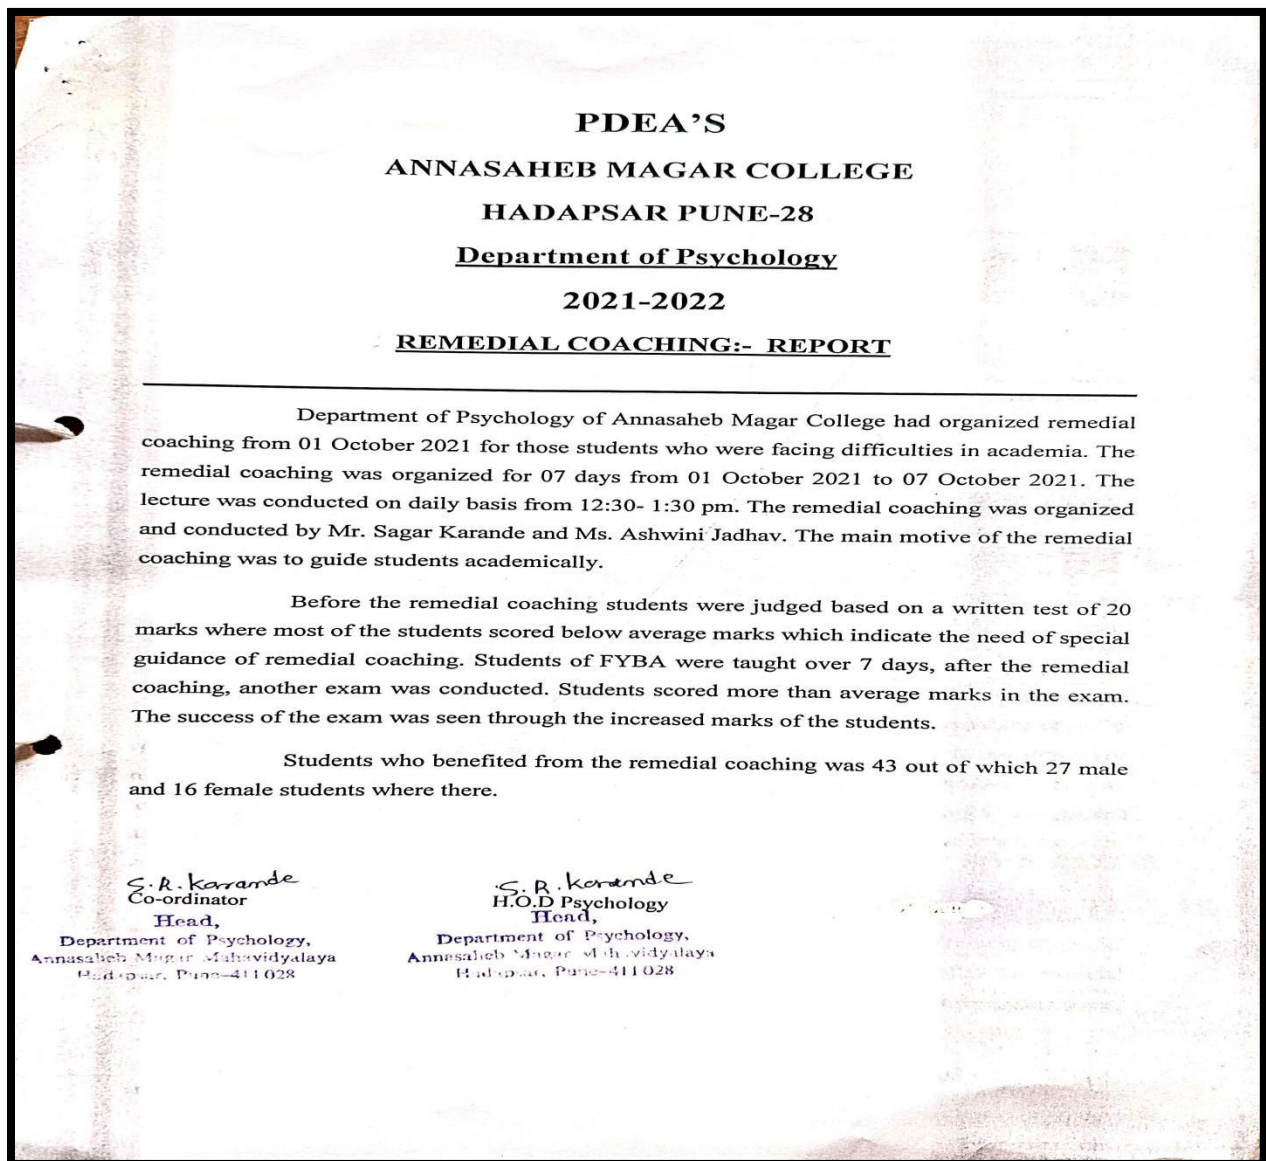 PDEA'S
ANNASAHEB MAGAR COLLEGE
HADAPSAR PUNE-28
Department of Psychology
2021-2022
REMEDIAL COACHING:- REPORT
Department of Psychology of Annasaheb Magar College had organized remedial
coaching from 01 October 2021 for those students who were facing difficulties in academia. The
remedial coaching was organized for 07 days from 01 October 2021 to 07 October 2021. The
lecture was conducted on daily basis from 12:30- 1:30 pm. The remedial coaching was organized
and conducted by Mr. Sagar Karande and Ms. Ashwini Jadhav. The main motive of the remedial
coaching was to guide students academically.
Before the remedial coaching students were judged based on a written test of 20
marks where most of the students scored below average marks which indicate the need of special
guidance of remedial coaching. Students of FYBA were taught over 7 days, after the remedial
coaching, another exam was conducted. Students scored more than average marks in the exam.
The success of the exam was seen through the increased marks of the students.
Students who benefited from the remedial coaching was 43 out of which 27 male
and 16 female students where there.
S. R. Karande
Co-ordinator
Head,
Department of Psychology,
Annasaheb Magar Mahavidyalaya
Hadapsar, Pune-411028
S. R. Karande
H.O.D Psychology
Head,
Department of Psychology,
Annasaheb Magar Mahavidyalaya
Hadapsar, Pune-411028